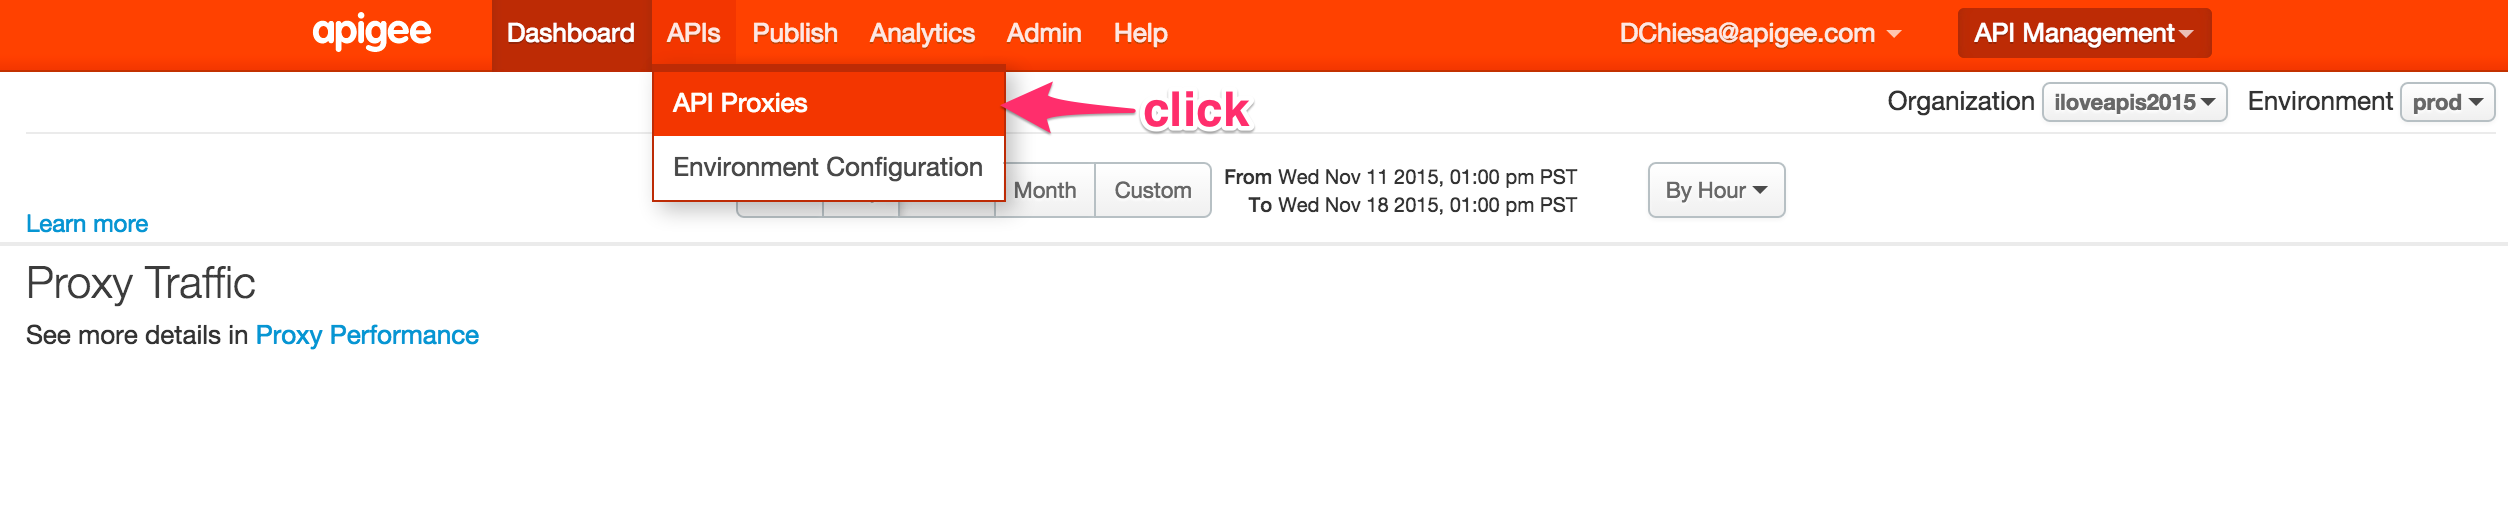 apigee Dashboard APIs Publish Analytics Admin Help DChiesa@apigee.com API Management
API Proxies click Organization iloveapis2015 Environment prod
Environment Configuration
Month Custom From Wed Nov 11 2015, 01:00 pm PST By Hour
To Wed Nov 18 2015, 01:00 pm PST
Learn more
Proxy Traffic
See more details in Proxy Performance